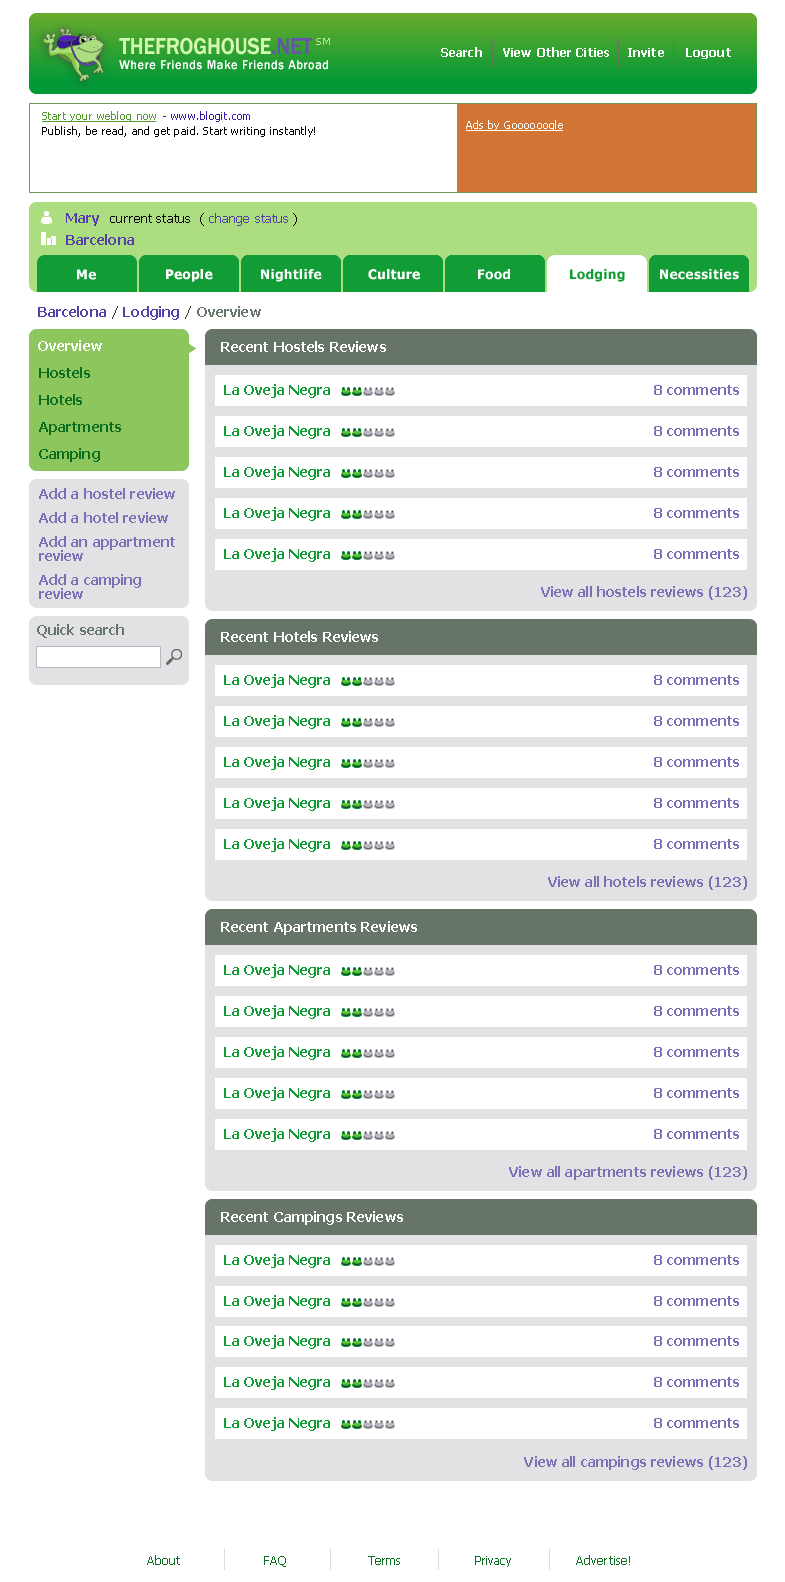 THEFROGHOUSE.NET SM
Where Friends Make Friends Abroad
Search View Other Cities Invite Logout
Start your weblog now - www.blogit.com
Publish, be read, and get paid. Start writing instantly!
Ads by Goooooogle
Mary current status ( change status )
Barcelona
Me People Nightlife Culture Food Lodging Necessities
Barcelona / Lodging / Overview
Overview
Hostels
Hotels
Apartments
Camping
Add a hostel review
Add a hotel review
Add an appartment
review
Add a camping
review
Quick search
Recent Hostels Reviews
La Oveja Negra 8 comments
La Oveja Negra 8 comments
La Oveja Negra 8 comments
La Oveja Negra 8 comments
La Oveja Negra 8 comments
View all hostels reviews (123)
Recent Hotels Reviews
La Oveja Negra 8 comments
La Oveja Negra 8 comments
La Oveja Negra 8 comments
La Oveja Negra 8 comments
La Oveja Negra 8 comments
View all hotels reviews (123)
Recent Apartments Reviews
La Oveja Negra 8 comments
La Oveja Negra 8 comments
La Oveja Negra 8 comments
La Oveja Negra 8 comments
La Oveja Negra 8 comments
View all apartments reviews (123)
Recent Campings Reviews
La Oveja Negra 8 comments
La Oveja Negra 8 comments
La Oveja Negra 8 comments
La Oveja Negra 8 comments
La Oveja Negra 8 comments
View all campings reviews (123)
About FAQ Terms Privacy Advertise!